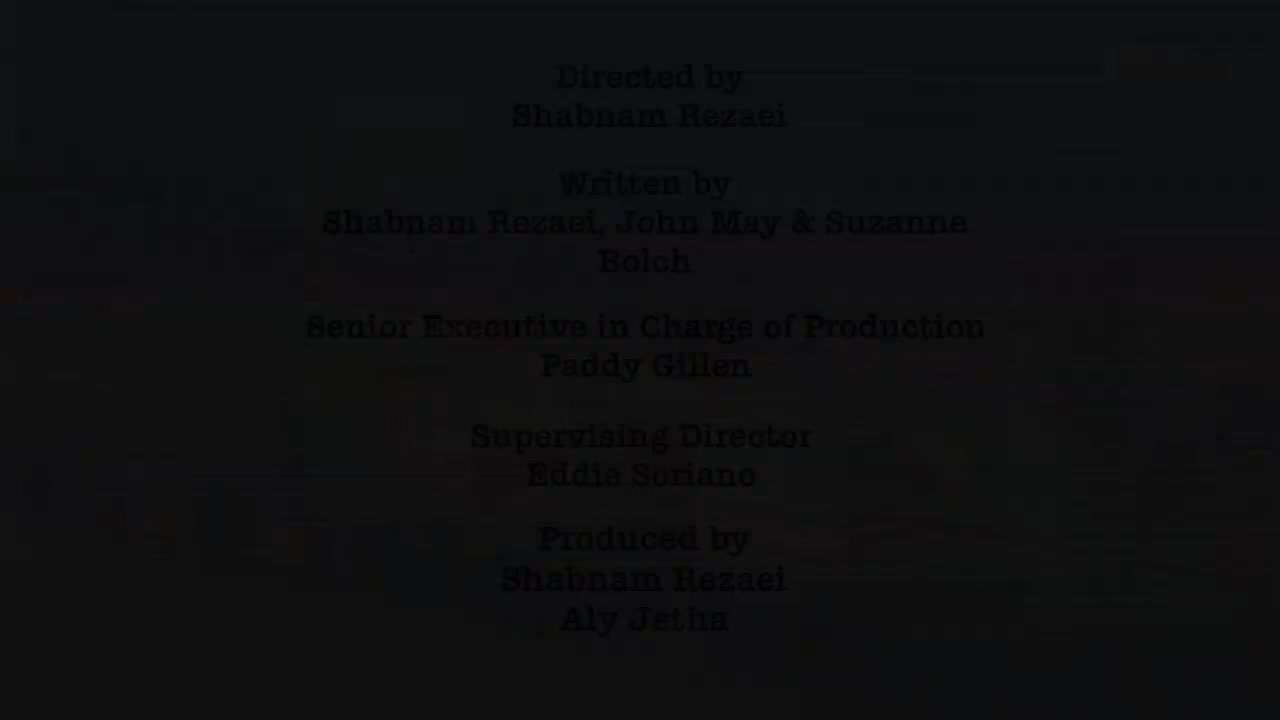 Directed by
Shabnam Rezaei
Written by
Shabnam Rezaei, John May & Suzanne
Bolch
Senior Executive in Charge of Production
Paddy Gillen
Supervising Director
Eddie Soriano
Produced by
Shabnam Rezaei
Aly Jetha